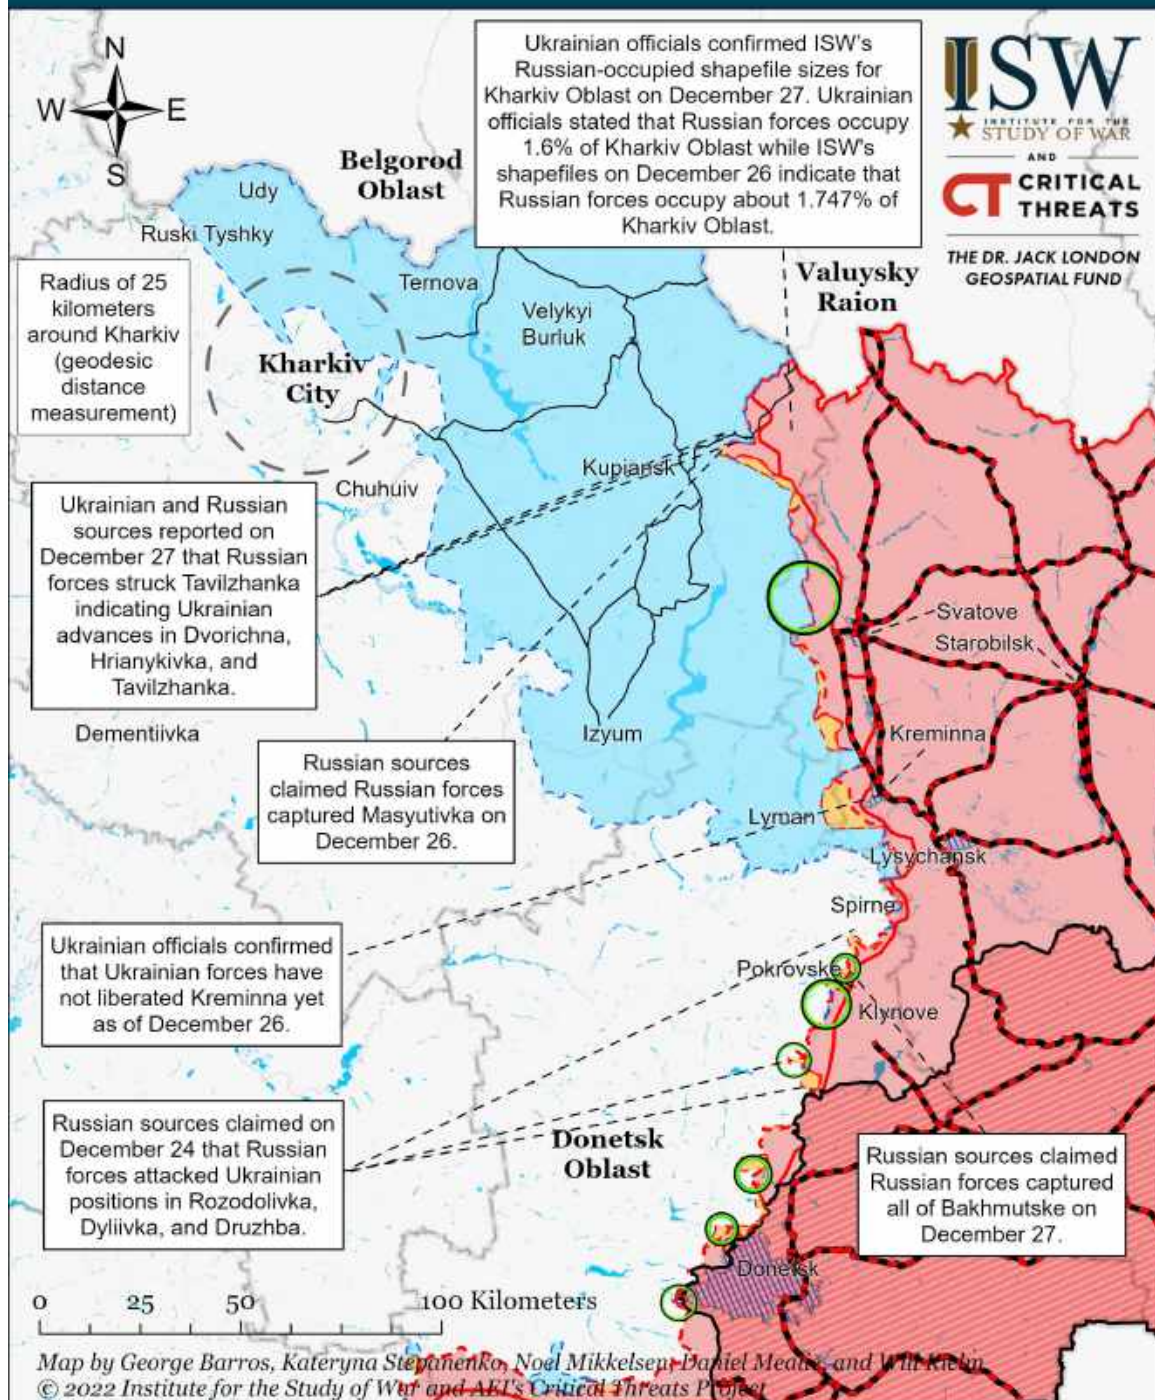 N
W E
S
Ukrainian officials confirmed ISW's
Russian-occupied shapefile sizes for
Kharkiv Oblast on December 27. Ukrainian
officials stated that Russian forces occupy
1.6% of Kharkiv Oblast while ISW's
shapefiles on December 26 indicate that
Russian forces occupy about 1.747% of
Kharkiv Oblast.
ISW
INSTITUTE FOR THE
STUDY OF WAR
AND
CT CRITICAL
THREATS
THE DR. JACK LONDON
GEOSPATIAL FUND
Belgorod
Oblast
Udy
Ruski Tyshky
Ternova
Velykyi
Burluk
Valuysky
Raion
Radius of 25
kilometers
around Kharkiv
(geodesic
distance
measurement)
Kharkiv
City
Kupiansk
Chuhuiv
Ukrainian and Russian
sources reported on
December 27 that Russian
forces struck Tavilzhanka
indicating Ukrainian
advances in Dvorichna,
Hrianykivka, and
Tavilzhanka.
Svatove
Starobilsk
Dementiivka
Izyum
Kreminna
Russian sources
claimed Russian forces
captured Masyutivka on
December 26.
Lyman
Lysychansk
Spirne
Ukrainian officials confirmed
that Ukrainian forces have
not liberated Kreminna yet
as of December 26.
Pokrovske
Klynove
Russian sources claimed on
December 24 that Russian
forces attacked Ukrainian
positions in Rozodolivka,
Dyliivka, and Druzhba.
Donetsk
Oblast
Russian sources claimed
Russian forces captured
all of Bakhmutske on
December 27.
Donetsk
0 25 50 100 Kilometers
Map by George Barros, Kateryna Stepanenko, Noel Mikkelsen, Daniel Mealie, and Will Kielm
© 2022 Institute for the Study of War and AEI's Critical Threats Project